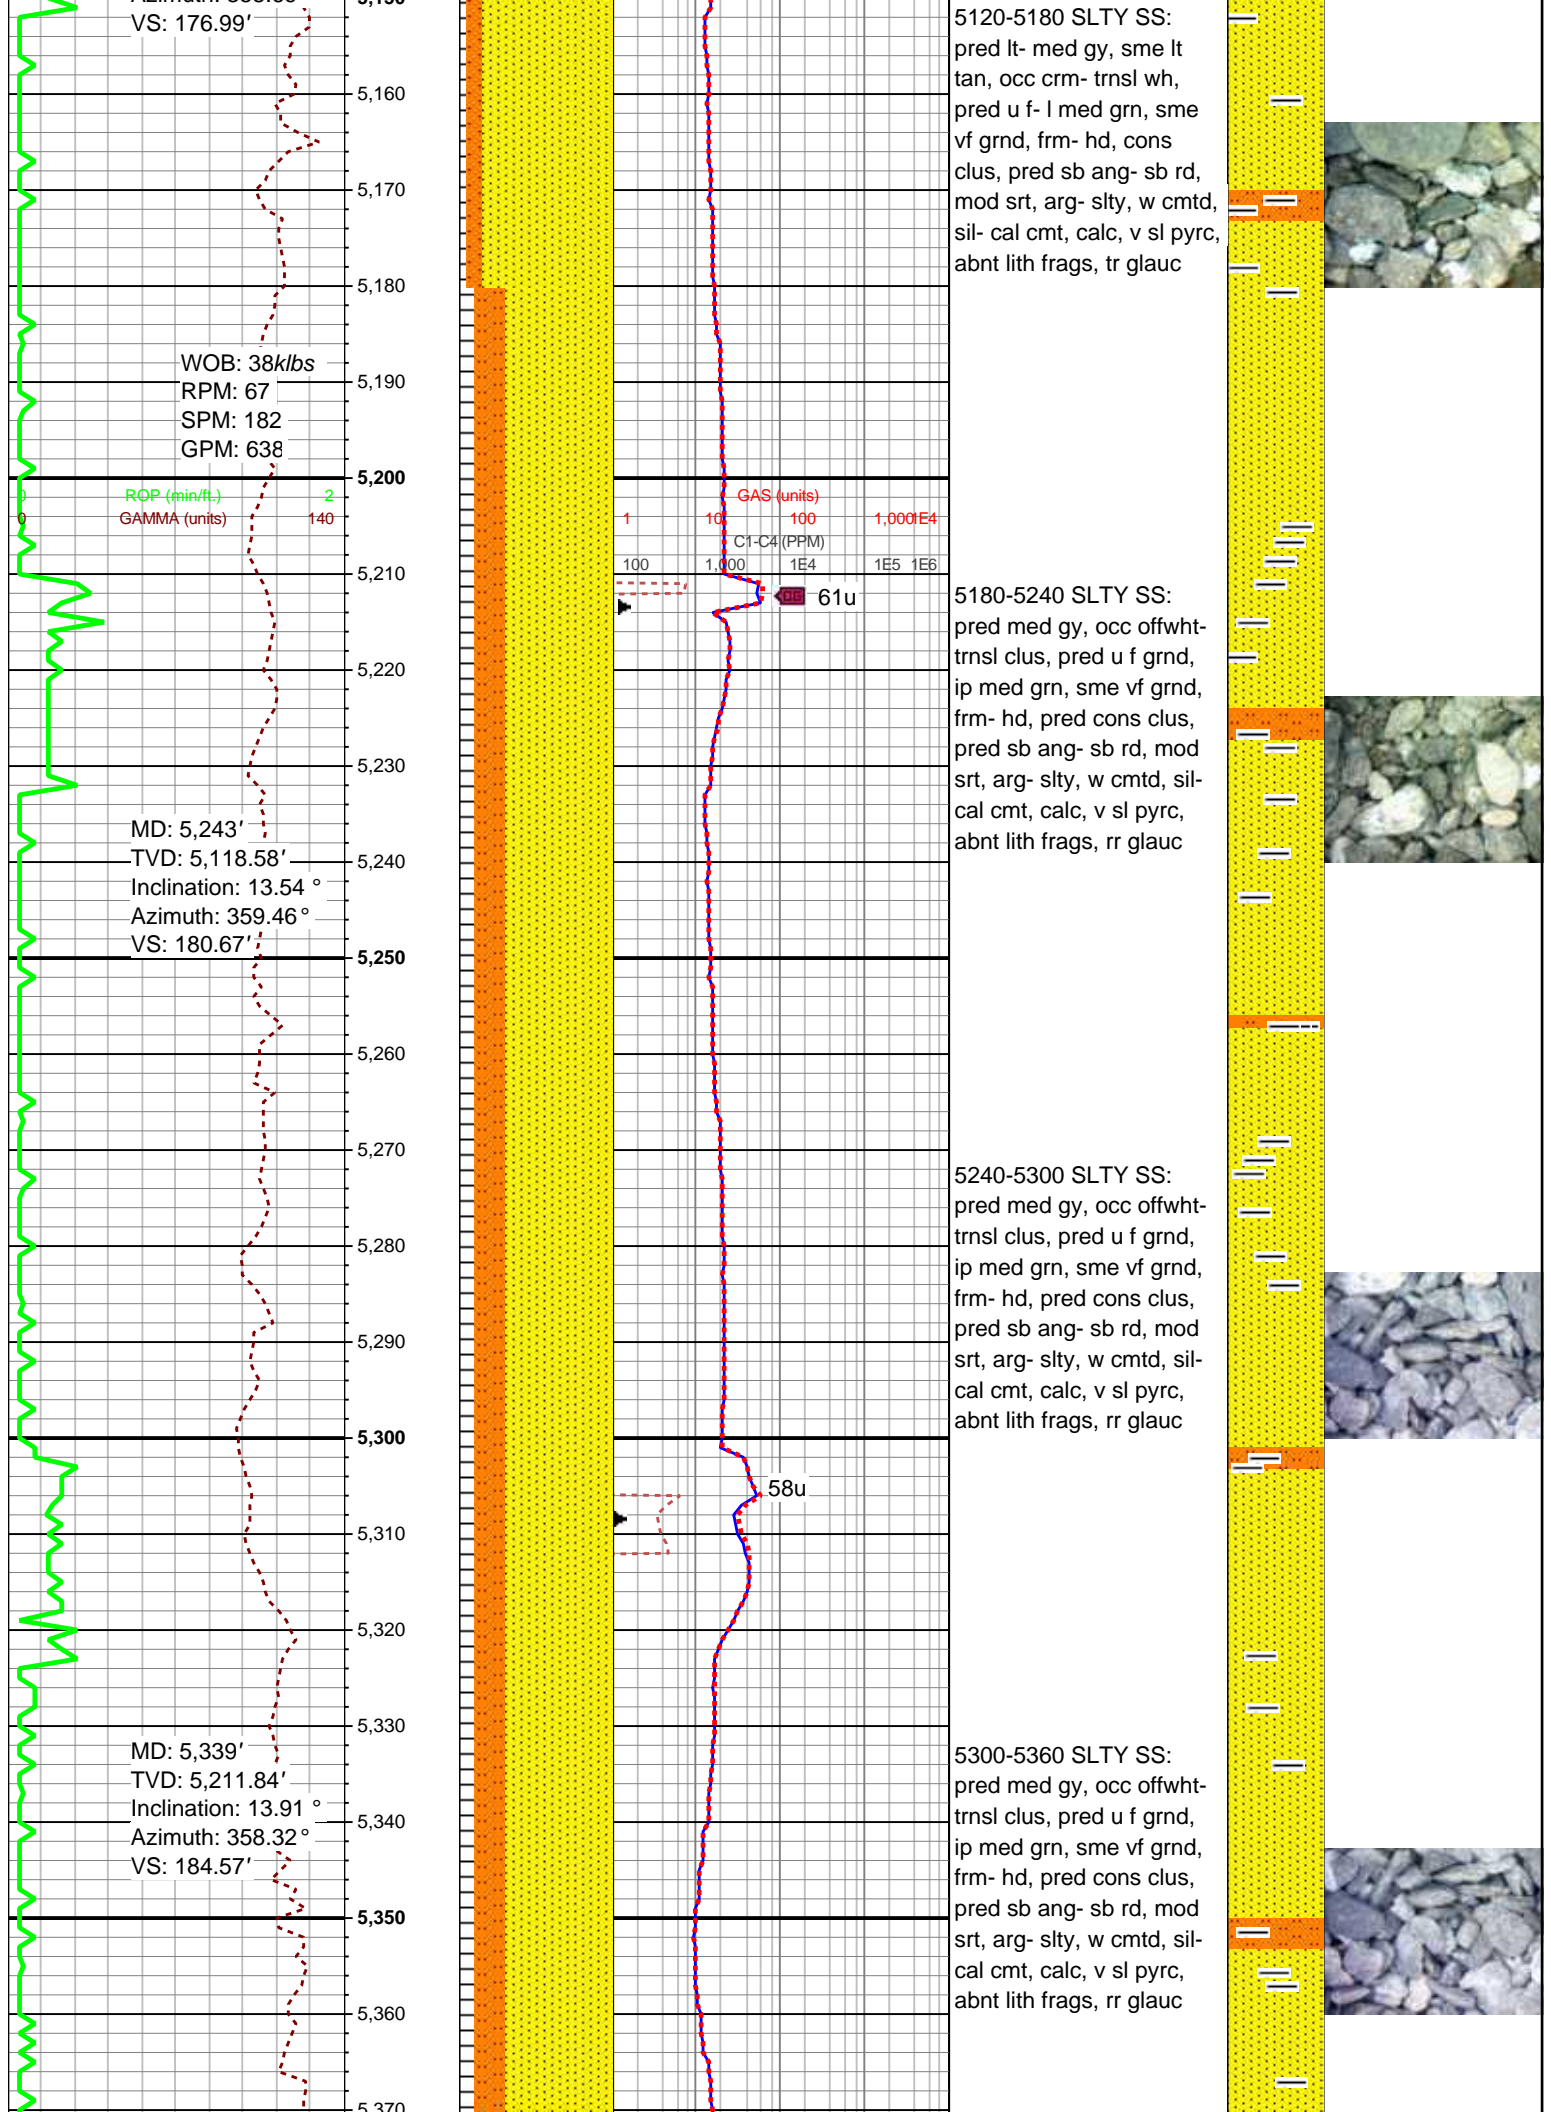 VS: 176.99′
5120-5180 SLTY SS:
pred lt- med gy, sme lt
tan, occ crm- trnsl wh,
pred u f- l med grn, sme
vf grnd, frm- hd, cons
clus, pred sb ang- sb rd,
mod srt, arg- slty, w cmtd,
sil- cal cmt, calc, v sl pyrc,
abnt lith frags, tr glauc
5,160
5,170
5,180
WOB: 38klbs
RPM: 67
SPM: 182
GPM: 638
5,190
5,200
0 ROP (min/ft.) 2
0 GAMMA (units) 140
GAS (units)
1 10 100 1,000 1E4
C1-C4 (PPM)
100 1,000 1E4 1E5 1E6
5,210
DG 61u
5180-5240 SLTY SS:
pred med gy, occ offwht-
trnsl clus, pred u f grnd,
ip med grn, sme vf grnd,
frm- hd, pred cons clus,
pred sb ang- sb rd, mod
srt, arg- slty, w cmtd, sil-
cal cmt, calc, v sl pyrc,
abnt lith frags, rr glauc
5,220
5,230
MD: 5,243′
TVD: 5,118.58′
Inclination: 13.54 °
Azimuth: 359.46°
VS: 180.67′
5,240
5,250
5,260
5,270
5240-5300 SLTY SS:
pred med gy, occ offwht-
trnsl clus, pred u f grnd,
ip med grn, sme vf grnd,
frm- hd, pred cons clus,
pred sb ang- sb rd, mod
srt, arg- slty, w cmtd, sil-
cal cmt, calc, v sl pyrc,
abnt lith frags, rr glauc
5,280
5,290
5,300
58u
5,310
5,320
5,330
MD: 5,339′
TVD: 5,211.84′
Inclination: 13.91 °
Azimuth: 358.32°
VS: 184.57′
5300-5360 SLTY SS:
pred med gy, occ offwht-
trnsl clus, pred u f grnd,
ip med grn, sme vf grnd,
frm- hd, pred cons clus,
pred sb ang- sb rd, mod
srt, arg- slty, w cmtd, sil-
cal cmt, calc, v sl pyrc,
abnt lith frags, rr glauc
5,340
5,350
5,360
5,370